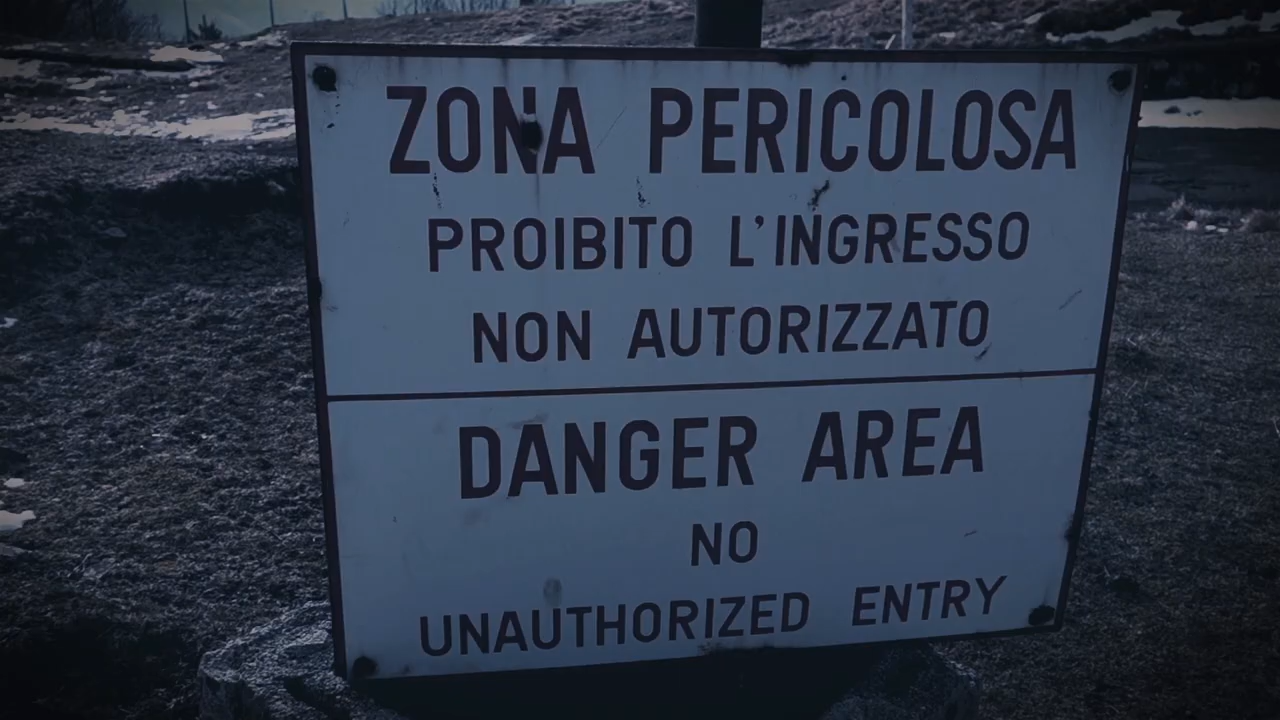 ZONA PERICOLOSA
PROIBITO L'INGRESSO
NON AUTORIZZATO
DANGER AREA
NO
UNAUTHORIZED ENTRY